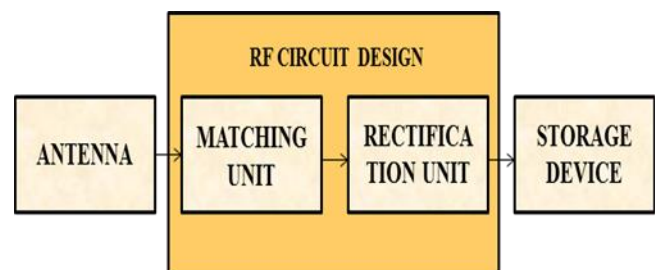 RF CIRCUIT DESIGN
ANTENNA
MATCHING
UNIT
RECTIFICA
TION UNIT
STORAGE
DEVICE